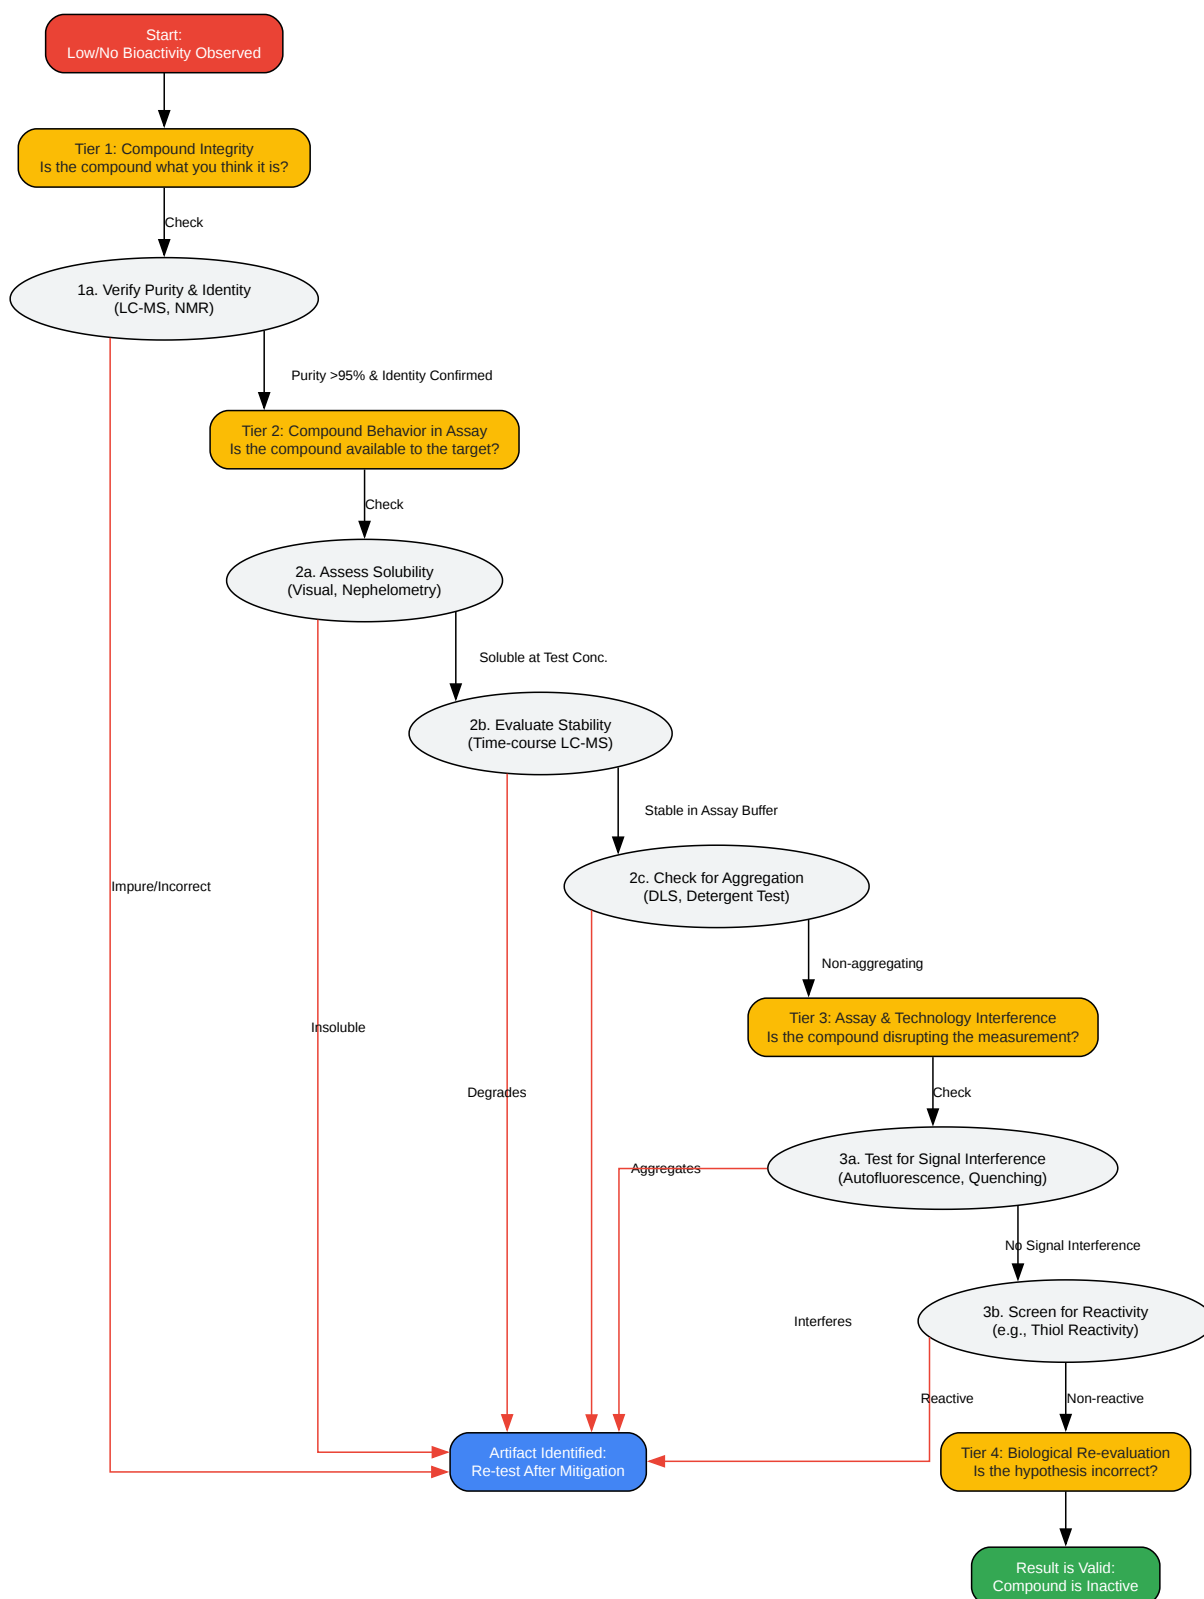 Start:
Low/No Bioactivity Observed
Tier 1: Compound Integrity
Is the compound what you think it is?
Check
1a. Verify Purity & Identity
(LC-MS, NMR)
Purity >95% & Identity Confirmed
Tier 2: Compound Behavior in Assay
Is the compound available to the target?
Check
2a. Assess Solubility
(Visual, Nephelometry)
Soluble at Test Conc.
2b. Evaluate Stability
(Time-course LC-MS)
Stable in Assay Buffer
2c. Check for Aggregation
(DLS, Detergent Test)
Impure/Incorrect
Non-aggregating
Tier 3: Assay & Technology Interference
Is the compound disrupting the measurement?
Insoluble
Degrades
Check
3a. Test for Signal Interference
(Autofluorescence, Quenching)
Aggregates
No Signal Interference
3b. Screen for Reactivity
(e.g., Thiol Reactivity)
Interferes
Reactive
Non-reactive
Artifact Identified:
Re-test After Mitigation
Tier 4: Biological Re-evaluation
Is the hypothesis incorrect?
Result is Valid:
Compound is Inactive